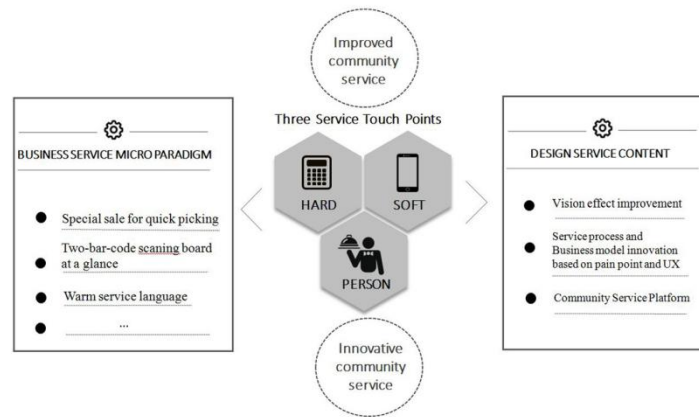 Improved
community
service
Three Service Touch Points
HARD
SOFT
PERSON
Innovative
community
service
BUSINESS SERVICE MICRO PARADIGM
Special sale for quick picking
Two-bar-code scaning board
at a glance
Warm service language
...
DESIGN SERVICE CONTENT
Vision effect improvement
Service process and
Business model innovation
based on pain point and UX
Community Service Platform